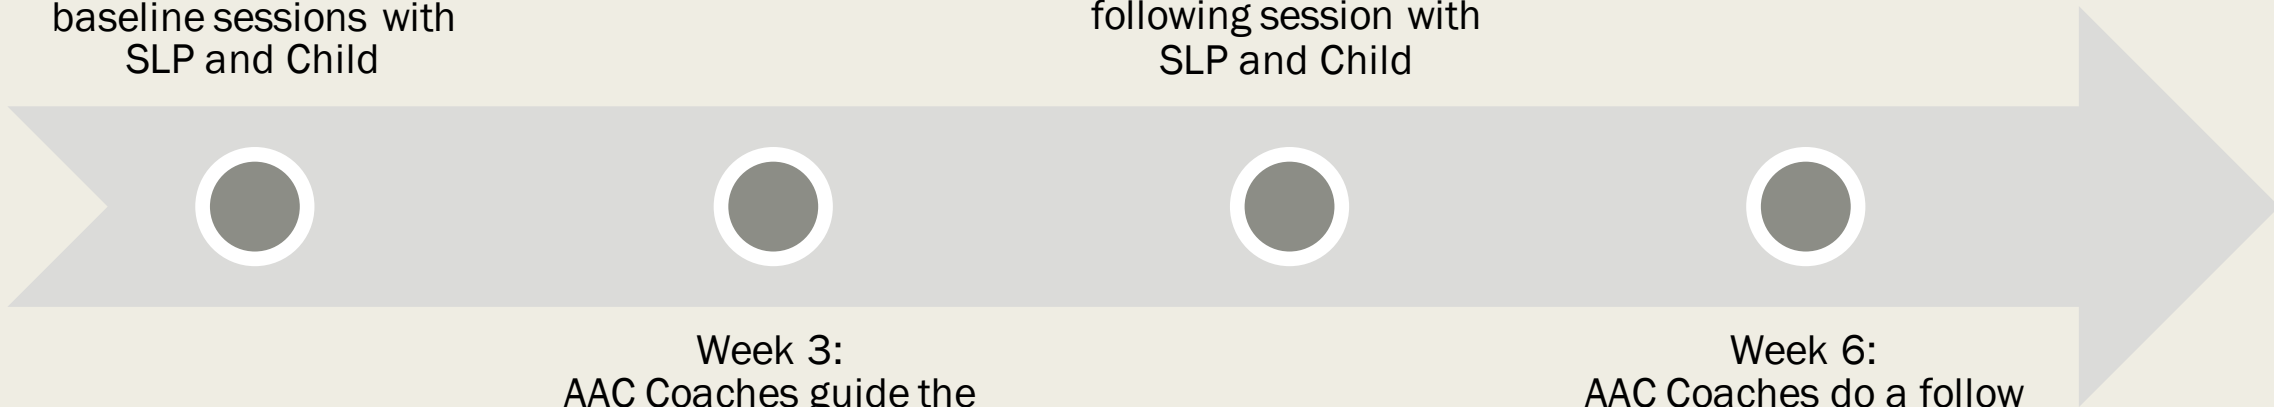 baseline sessions with
SLP and Child
following session with
SLP and Child
Week 3:
AAC Coaches guide the
Week 6:
AAC Coaches do a follow